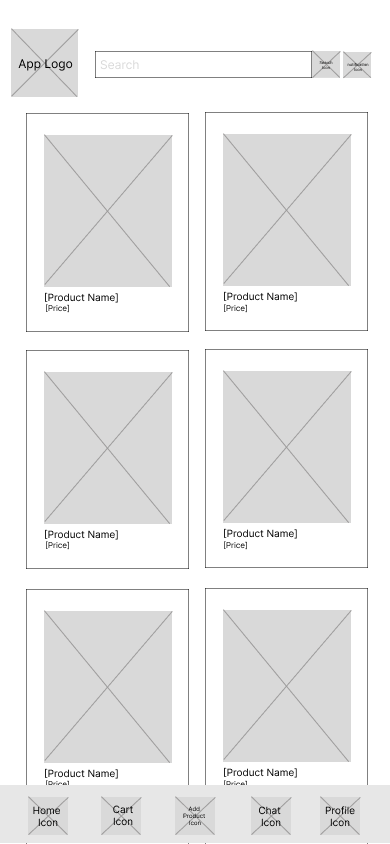 App Logo
Search
Search
Icon
notification
Icon
[Product Name]
[Price]
[Product Name]
[Price]
[Product Name]
[Price]
[Product Name]
[Price]
[Product Name]
[Price]
[Product Name]
[Price]
Home
Icon
Cart
Icon
Add
Product
Icon
Chat
Icon
Profile
Icon